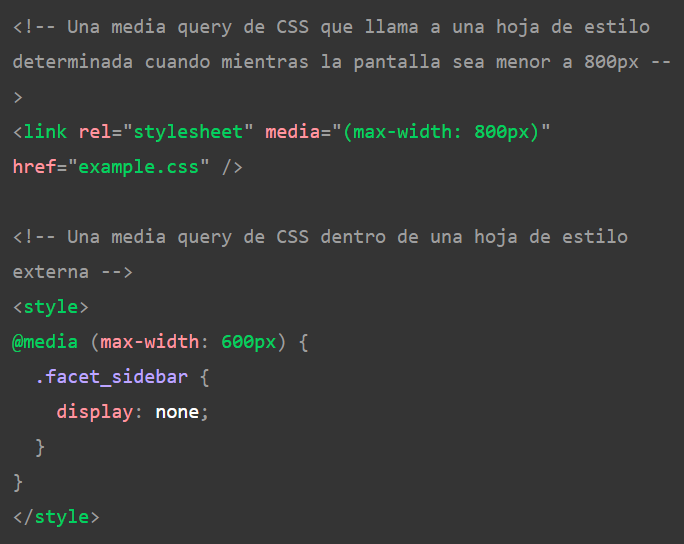 <!-- Una media query de CSS que llama a una hoja de estilo
determinada cuando mientras la pantalla sea menor a 800px --
>
<link rel="stylesheet" media="(max-width: 800px)"
href="example.css" />

<!-- Una media query de CSS dentro de una hoja de estilo
externa -->
<style>
@media (max-width: 600px) {
  .facet_sidebar {
    display: none;
  }
}
</style>